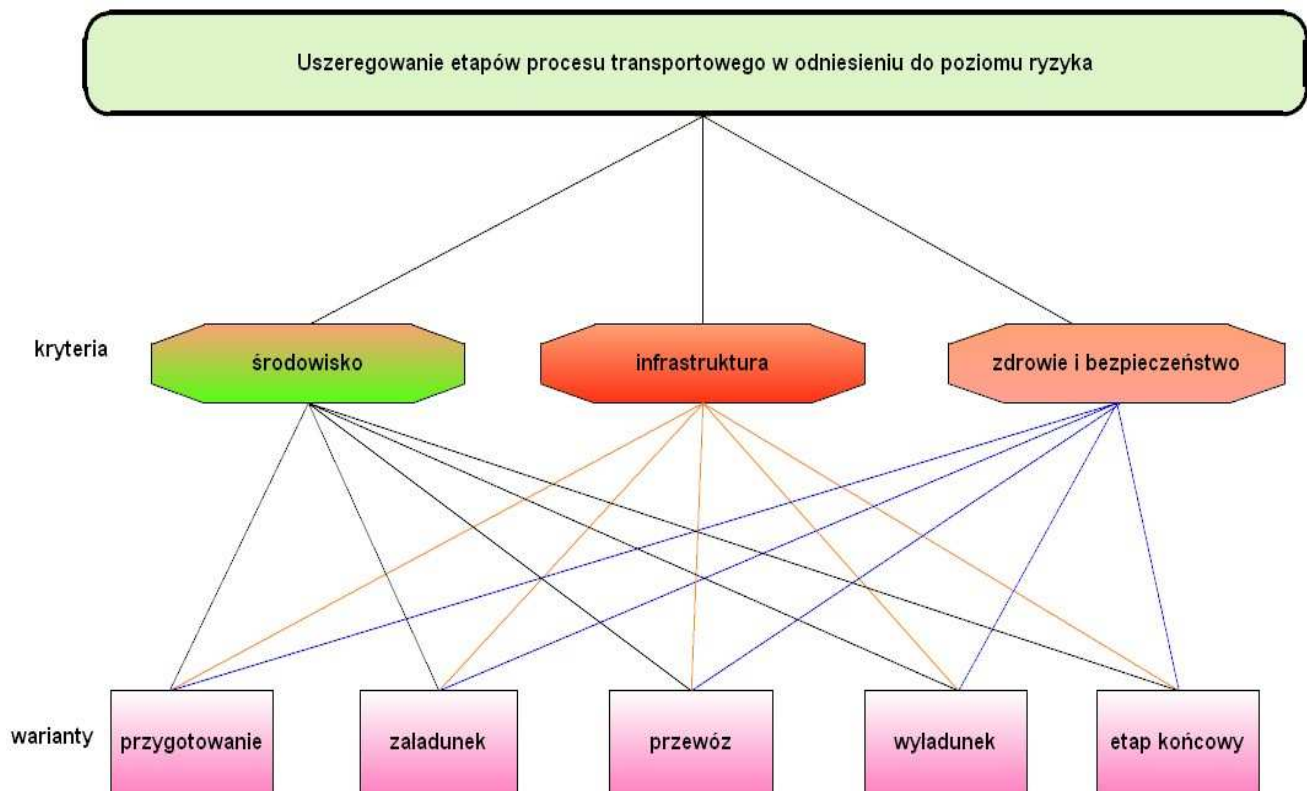 Uszeregowanie etapów procesu transportowego w odniesieniu do poziomu ryzyka
kryteria
środowisko
infrastruktura
zdrowie i bezpieczeństwo
warianty
przygotowanie
załadunek
przewóz
wyładunek
etap końcowy